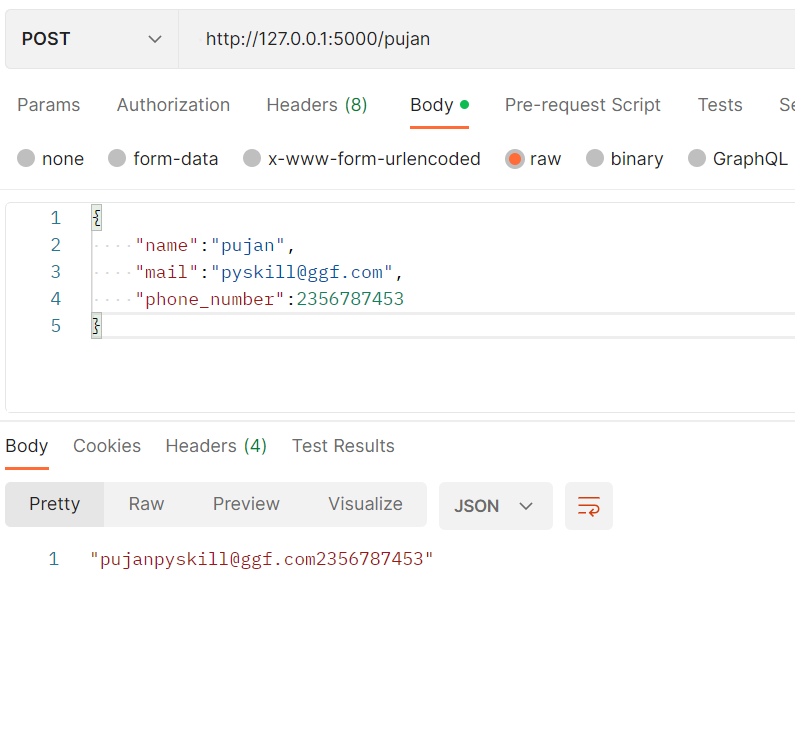 POST http://127.0.0.1:5000/pujan
Params Authorization Headers (8) Body Pre-request Script Tests Se
none form-data x-www-form-urlencoded raw binary GraphQL
1 {
2 "name":"pujan",
3 "mail":"pyskill@ggf.com",
4 "phone_number":2356787453
5 }
Body Cookies Headers (4) Test Results
Pretty Raw Preview Visualize JSON
1 "pujanpyskill@ggf.com2356787453"